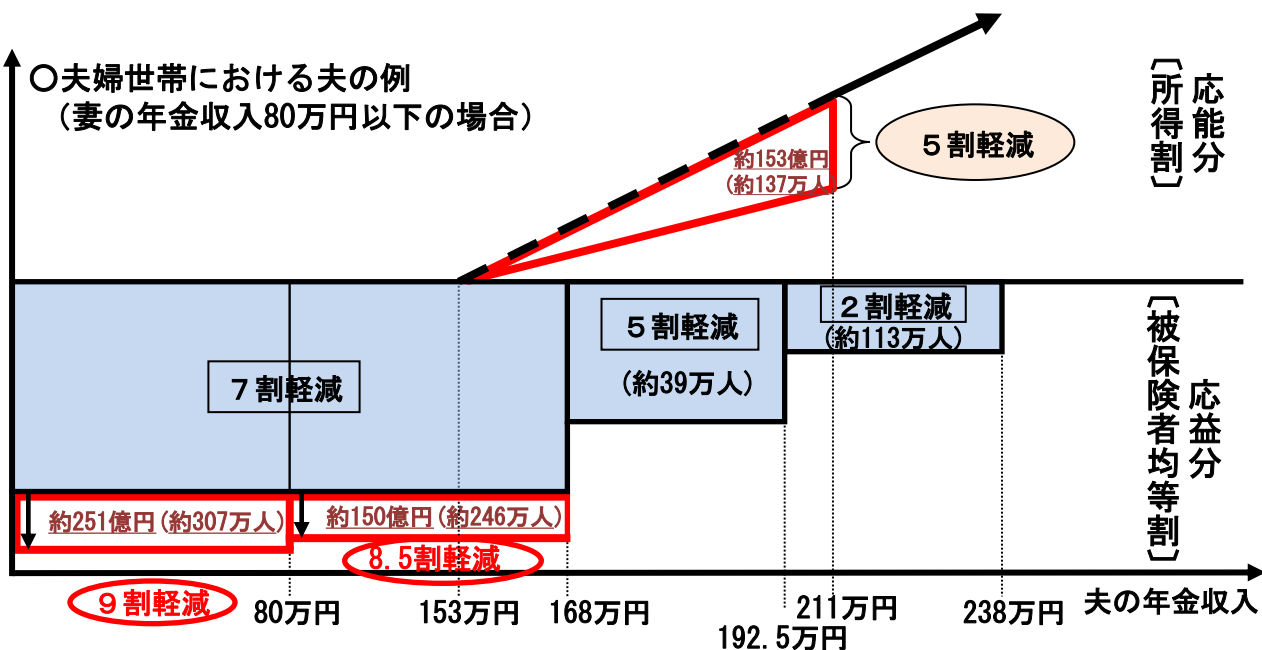 〇夫婦世帯における夫の例
（妻の年金収入80万円以下の場合）
約153億円
(約137万人)
５割軽減
応能分
〔所得割〕
７割軽減
５割軽減
（約39万人）
２割軽減
(約113万人）
約251億円（約307万人）
約150億円（約246万人）
８.５割軽減
９割軽減
応益分
〔被保険者均等割〕
80万円
153万円
168万円
192.5万円
211万円
238万円
夫の年金収入